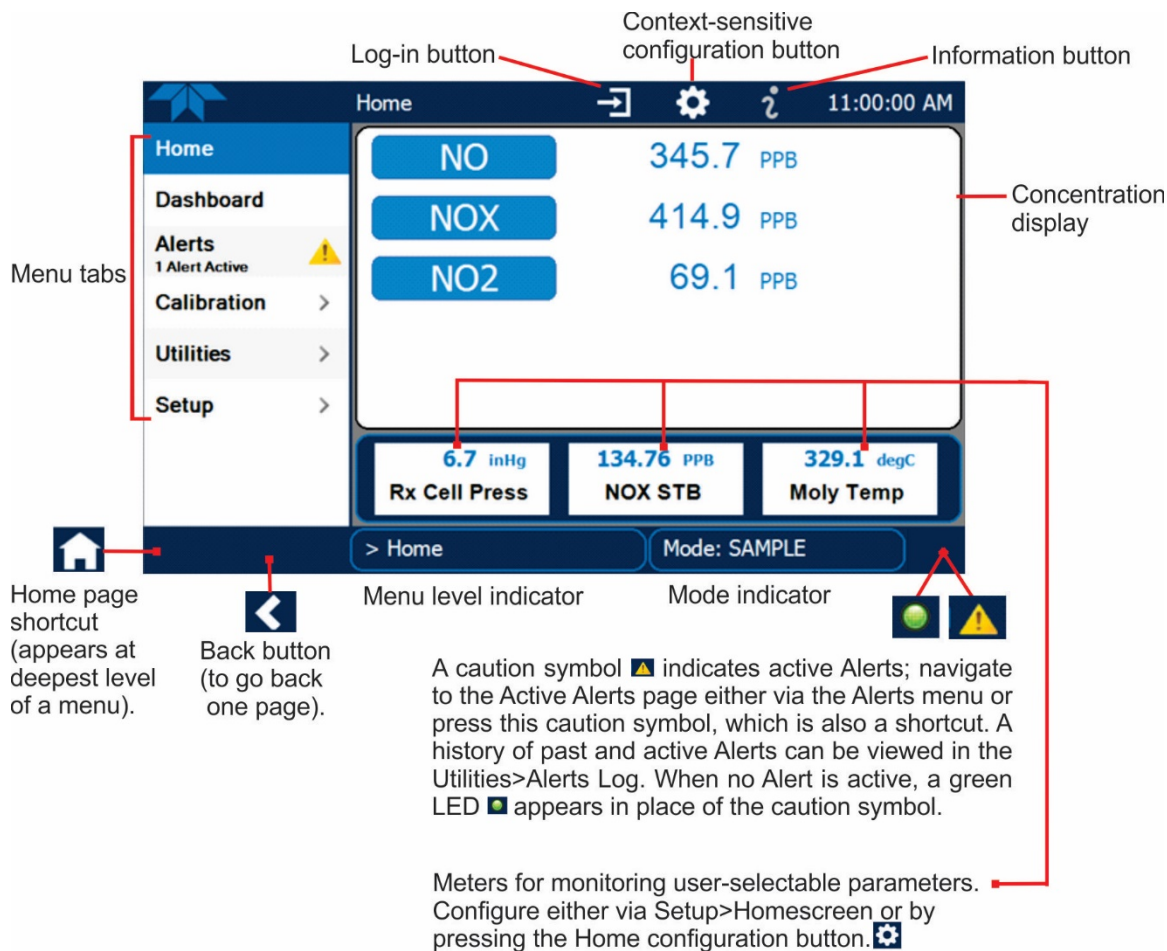 Context-sensitive
configuration button
Log-in button
Information button
Home
11:00:00 AM
Home
Dashboard
Alerts
1 Alert Active
Calibration
Utilities
Setup
Menu tabs
NO 345.7 PPB
NOX 414.9 PPB
NO2 69.1 PPB
Concentration
display
6.7 inHg
Rx Cell Press
134.76 PPB
NOX STB
329.1 degC
Moly Temp
> Home
Mode: SAMPLE
Home page
shortcut
(appears at
deepest level
of a menu).
Back button
(to go back
one page).
Menu level indicator
Mode indicator
A caution symbol indicates active Alerts; navigate
to the Active Alerts page either via the Alerts menu or
press this caution symbol, which is also a shortcut. A
history of past and active Alerts can be viewed in the
Utilities>Alerts Log. When no Alert is active, a green
LED appears in place of the caution symbol.
Meters for monitoring user-selectable parameters.
Configure either via Setup>Homescreen or by
pressing the Home configuration button.